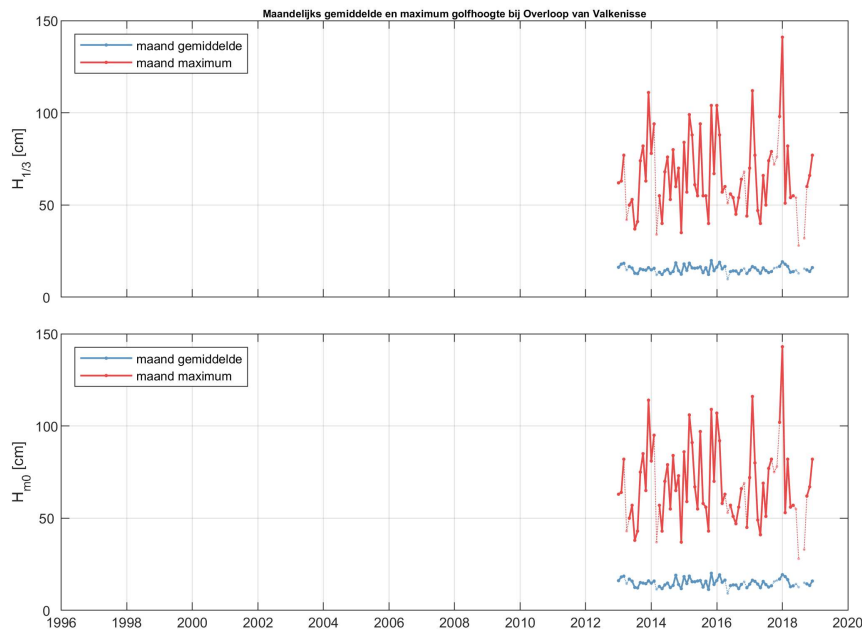 Maandelijks gemiddelde en maximum golfhoogte bij Overloop van Valkenisse
150
100
50
0
H1/3 [cm]
maand gemiddelde
maand maximum
150
100
50
0
Hm0 [cm]
maand gemiddelde
maand maximum
1996 1998 2000 2002 2004 2006 2008 2010 2012 2014 2016 2018 2020